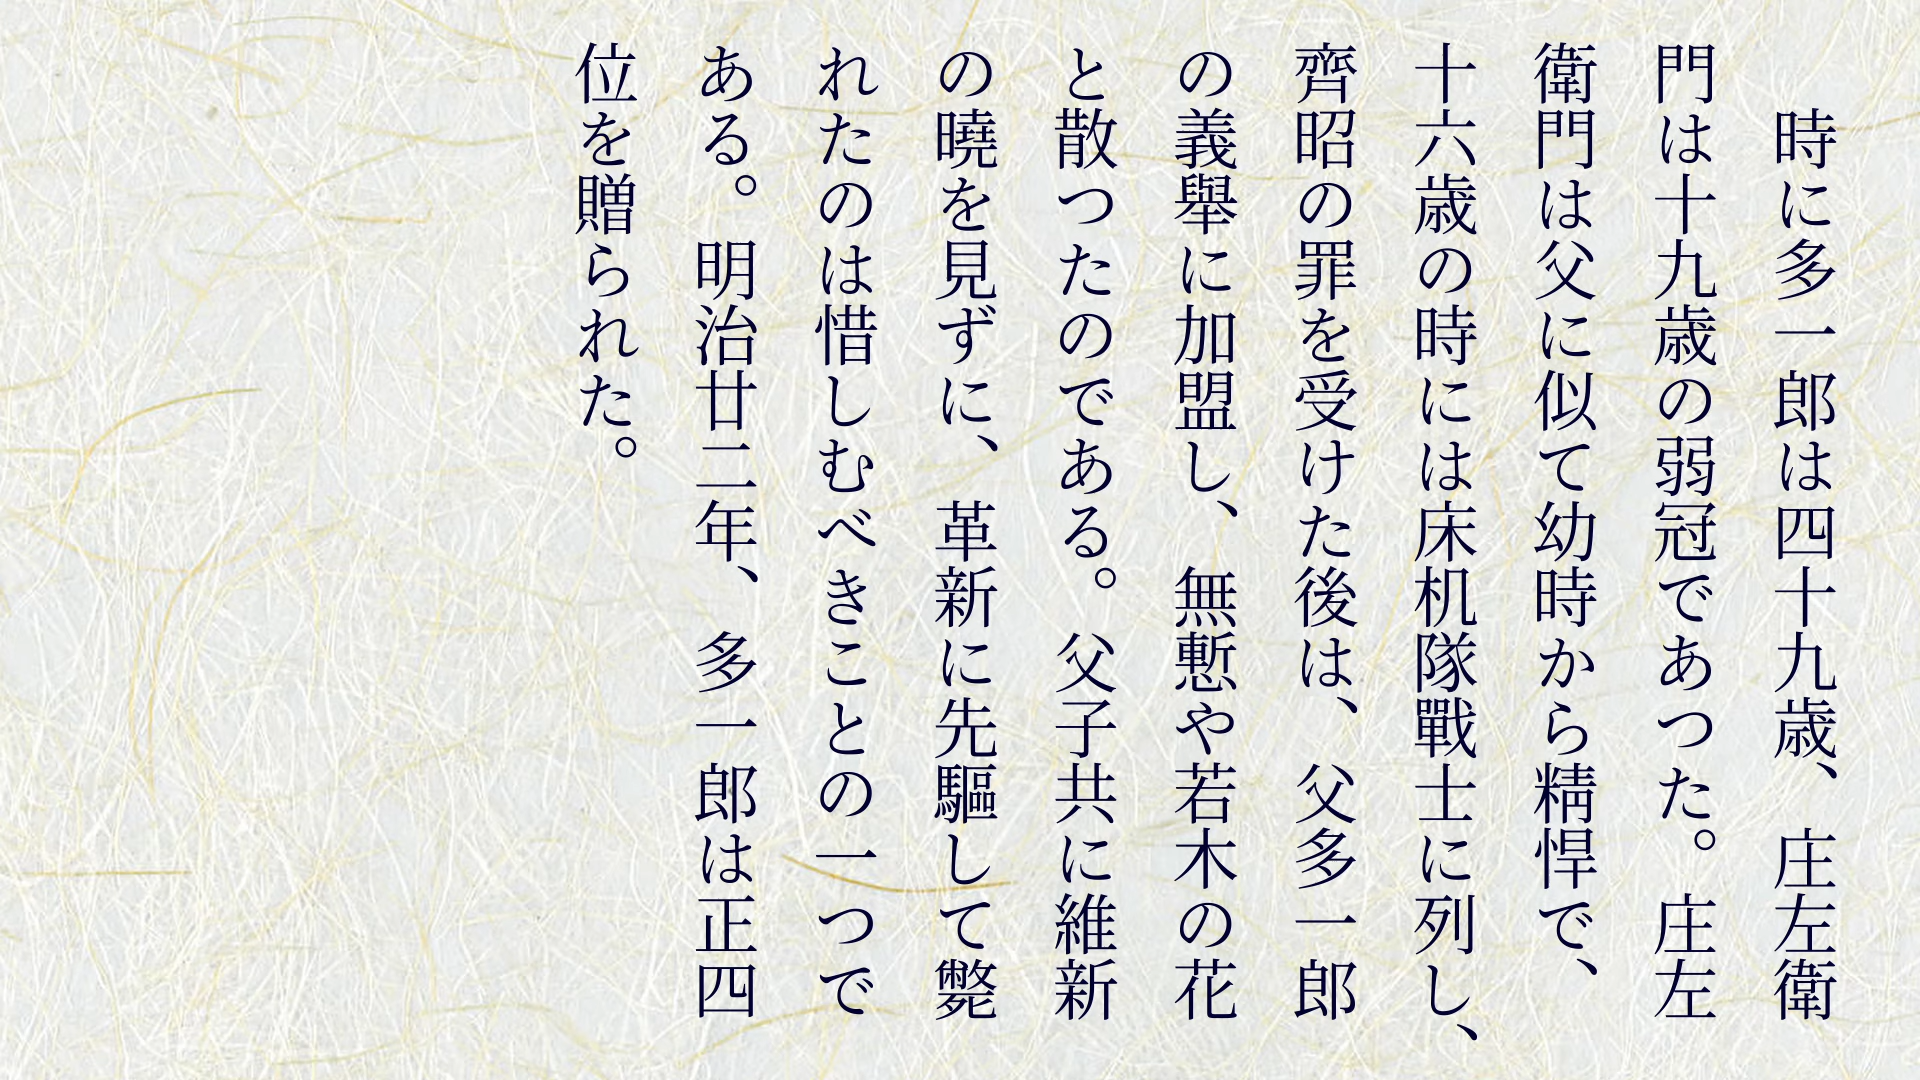 時に多一郎は四十九歳、庄左衛
門は十九歳の弱冠であつた。庄左
衛門は父に似て幼時から精悍で、
十六歳の時には床机隊戰士に列し、
齊昭の罪を受けた後は、父多一郎
の義舉に加盟し、無慙や若木の花
と散つたのである。父子共に維新
の曉を見ずに、革新に先驅して斃
れたのは惜しむべきことの一つで
ある。明治廿二年、多一郎は正四
位を贈られた。